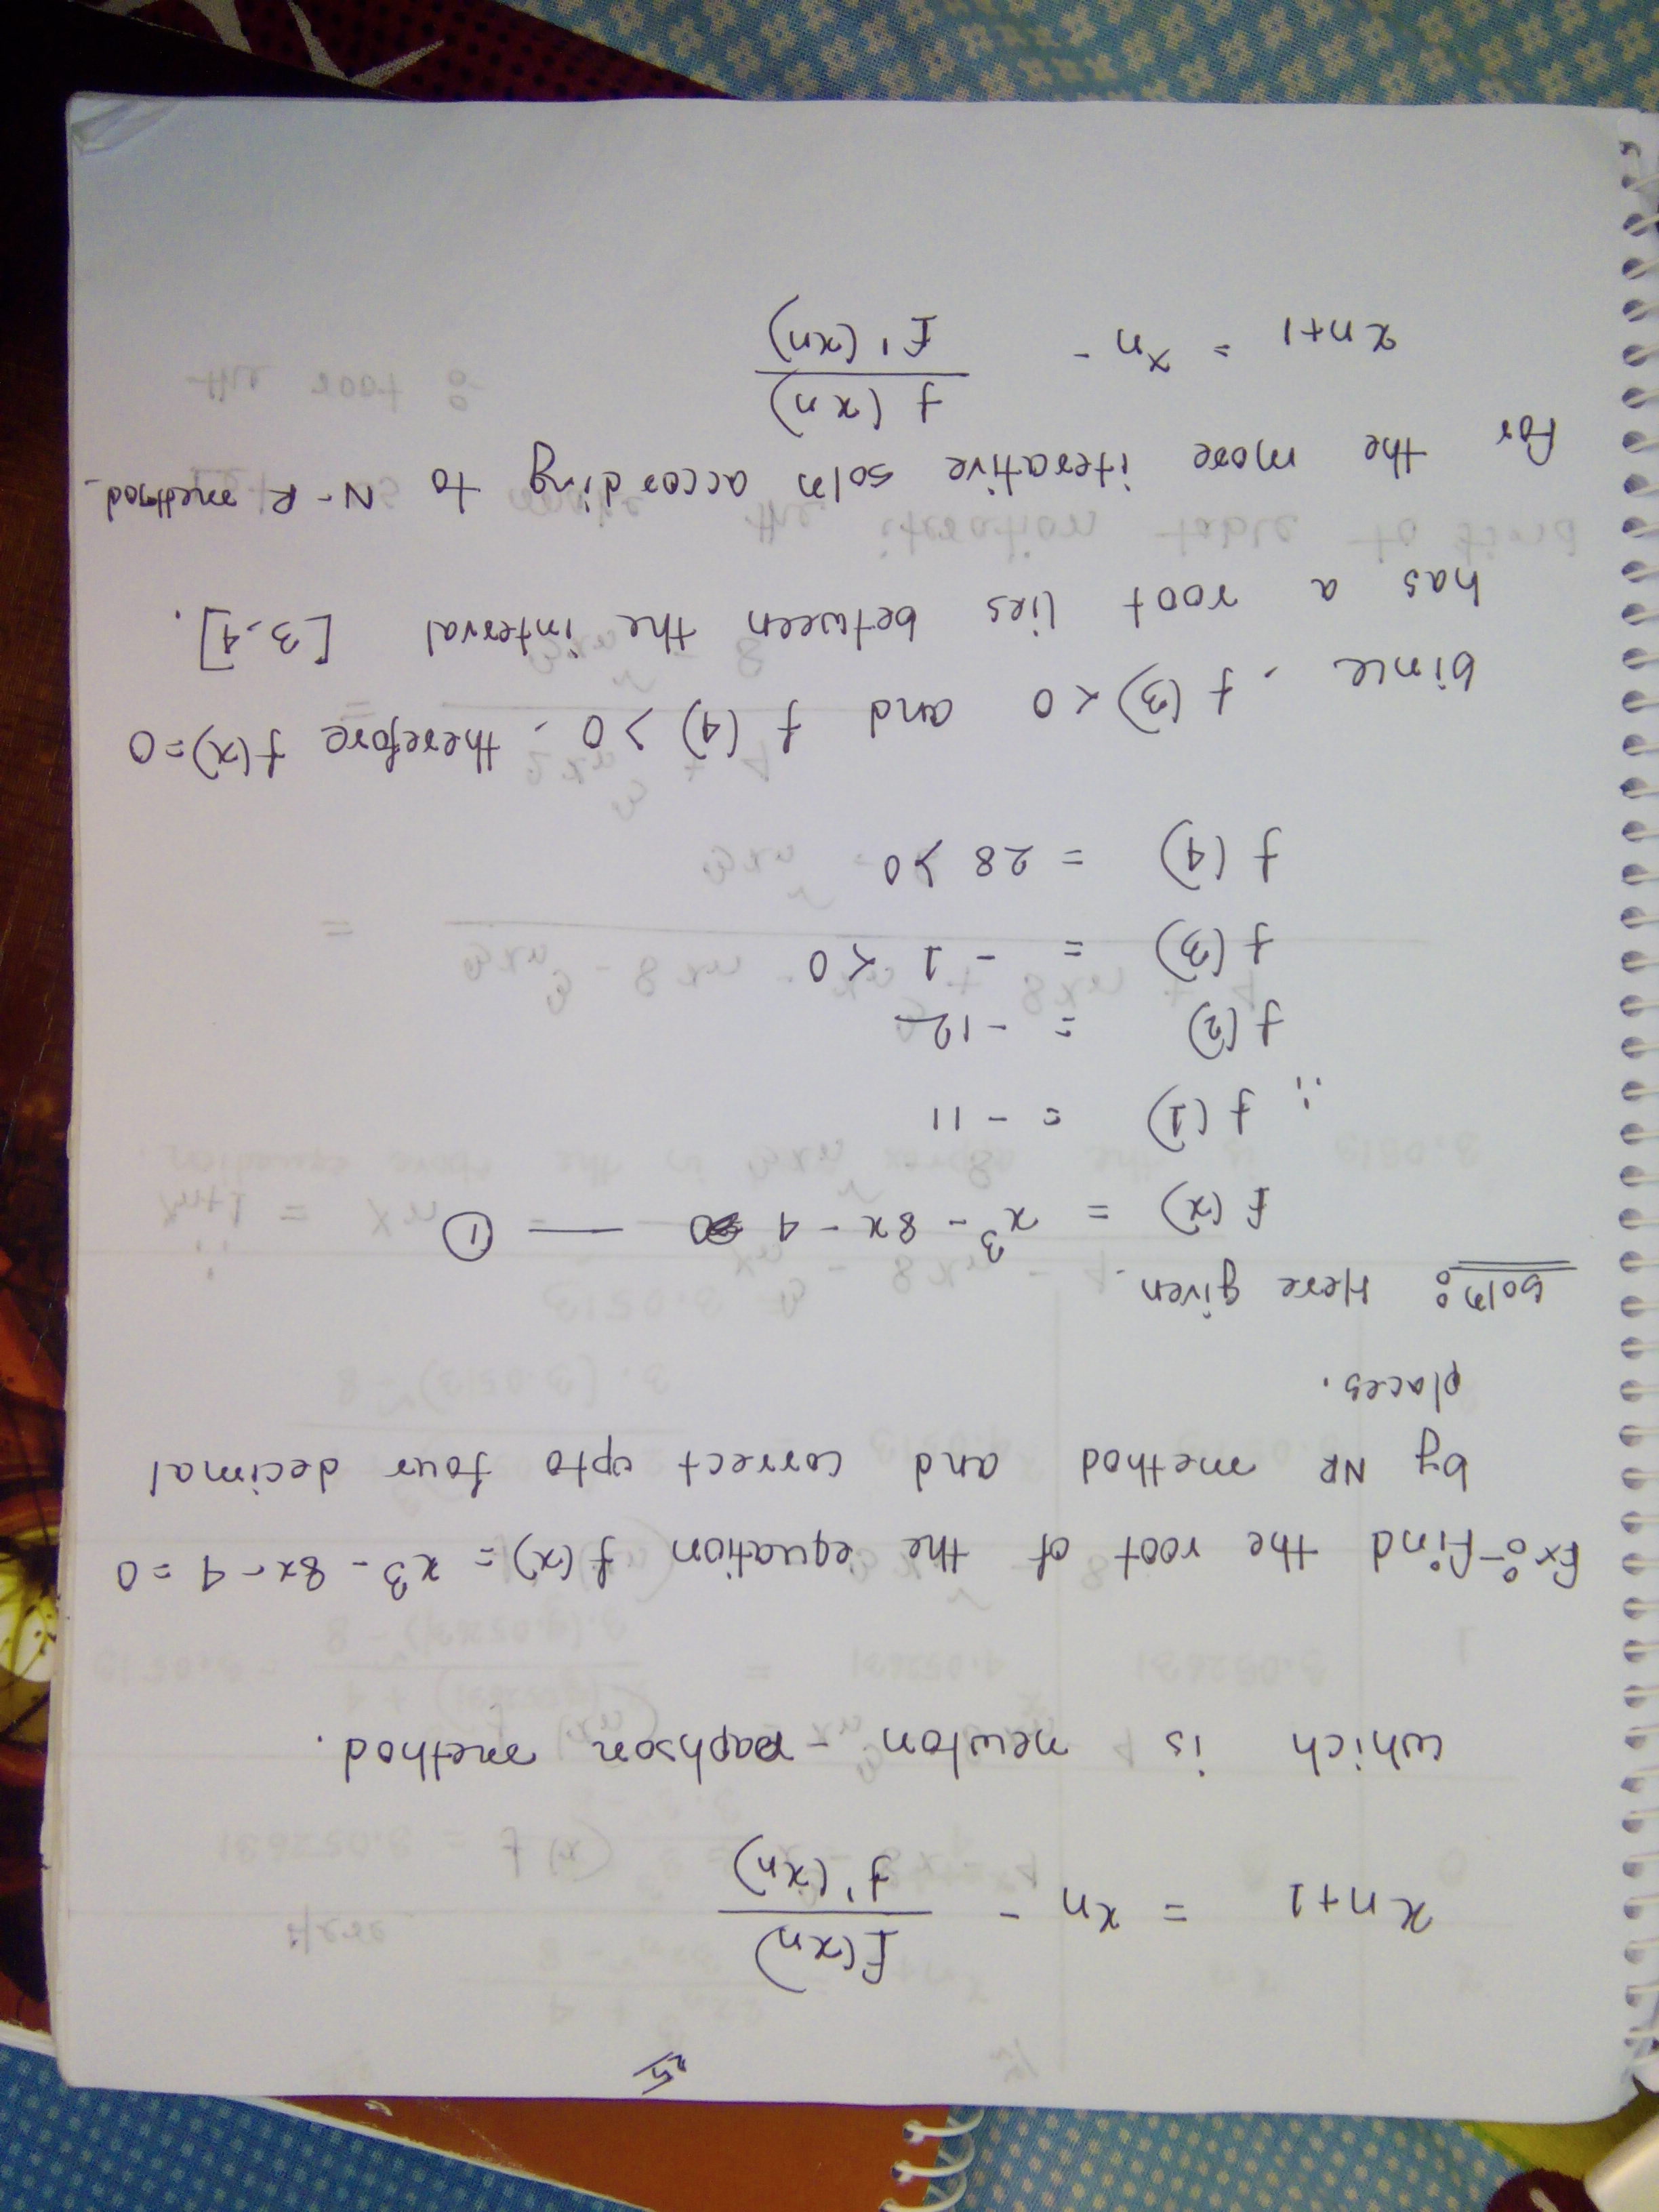 25
x_{n+1} = x_n - f(x_n) / f'(x_n)
which is newton-raphson method.
Ex:- find the root of the equation f(x) = x^3 - 8x - 4 = 0
by NR method and correct upto four decimal
places.
Soln: Here given.
f(x) = x^3 - 8x - 4 — ①
∴ f(1) = -11
f(2) = -12
f(3) = -1 < 0
f(4) = 28 > 0
Since, f(3) < 0 and f(4) > 0, therefore f(x) = 0
has a root lies between the interval [3,4].
for the more iterative soln according to N-R method
x_{n+1} = x_n - f(x_n) / f'(x_n)